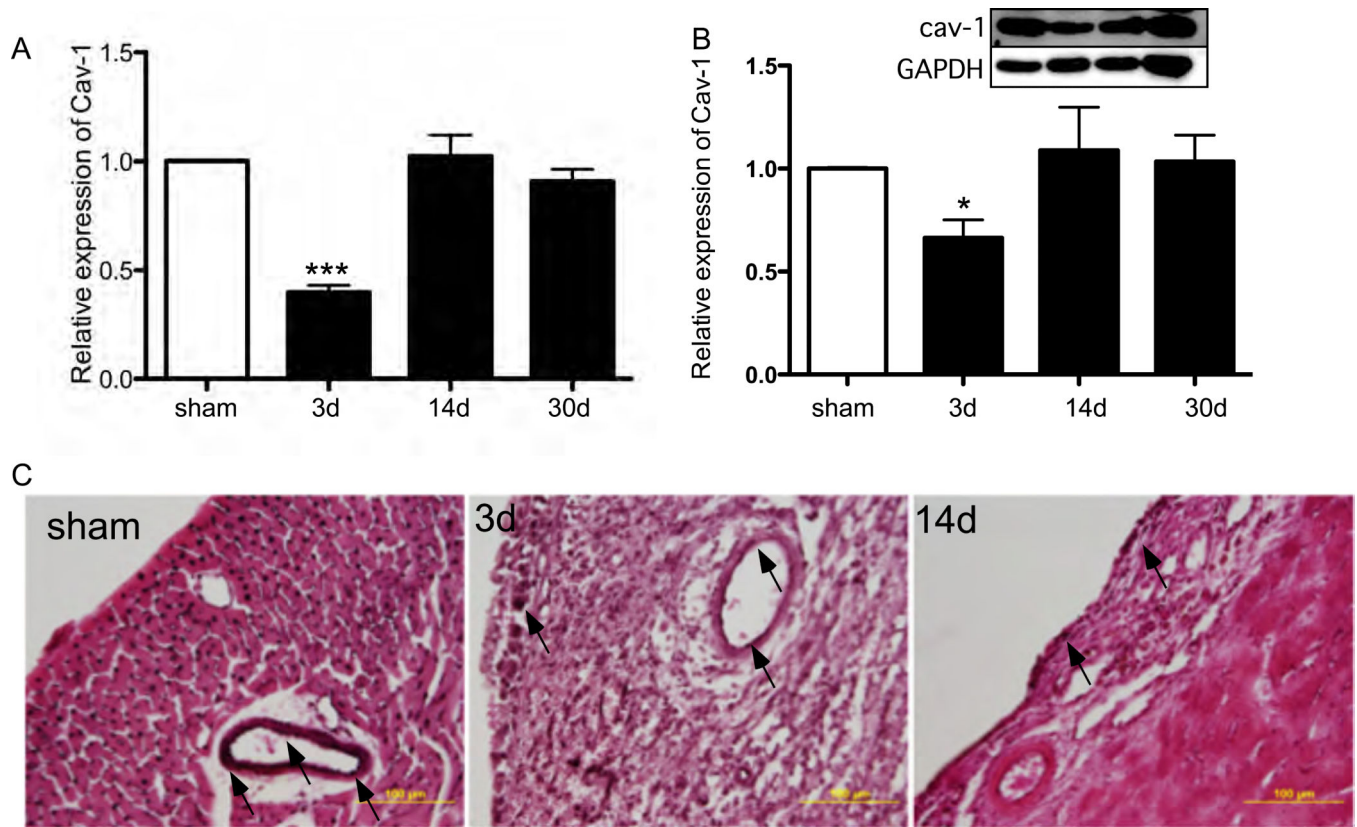 A
Relative expression of Cav-1
1.5
1.0
0.5
0.0
***
sham
3d
14d
30d
B
cav-1
GAPDH
Relative expression of Cav-1
1.5
1.0
0.5
0.0
*
sham
3d
14d
30d
C
sham
100 µm
3d
100 µm
14d
100 µm